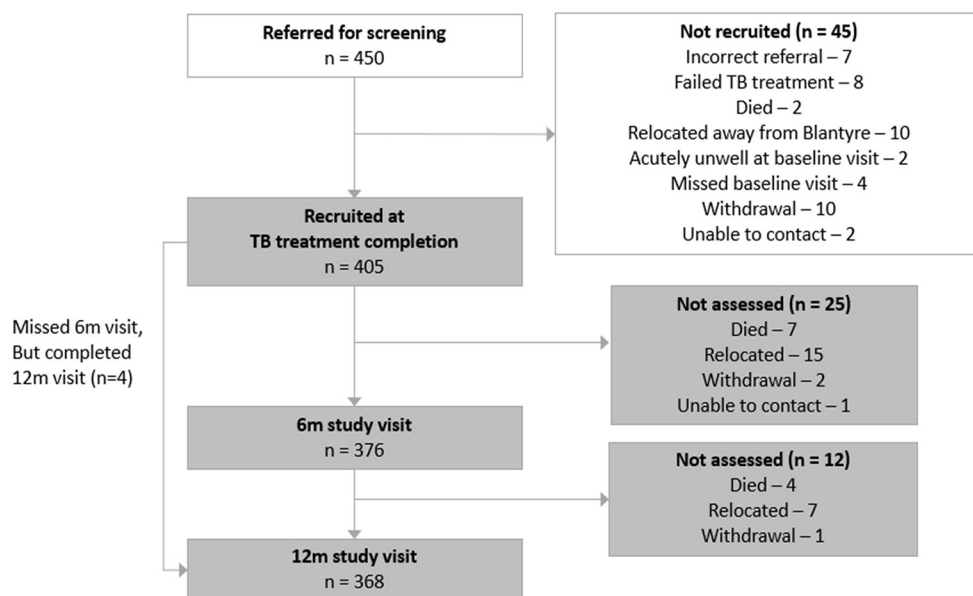 Referred for screening
n = 450
Not recruited (n = 45)
Incorrect referral – 7
Failed TB treatment – 8
Died – 2
Relocated away from Blantyre – 10
Acutely unwell at baseline visit – 2
Missed baseline visit – 4
Withdrawal – 10
Unable to contact – 2
Recruited at
TB treatment completion
n = 405
Missed 6m visit,
But completed
12m visit (n=4)
Not assessed (n = 25)
Died – 7
Relocated – 15
Withdrawal – 2
Unable to contact – 1
6m study visit
n = 376
Not assessed (n = 12)
Died – 4
Relocated – 7
Withdrawal – 1
12m study visit
n = 368